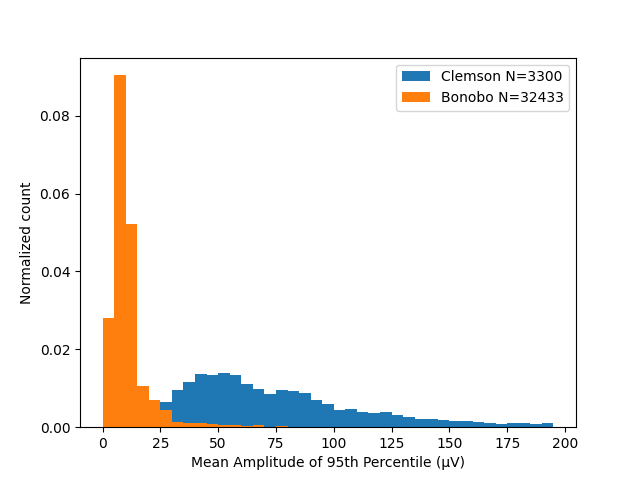 Clemson N=3300
Bonobo N=32433
Normalized count
0.08
0.06
0.04
0.02
0.00
0 25 50 75 100 125 150 175 200
Mean Amplitude of 95th Percentile (μV)